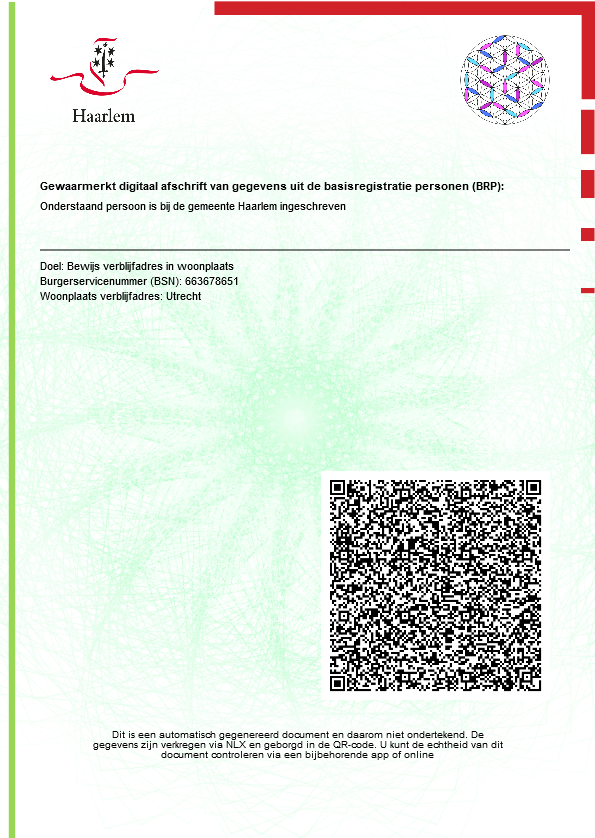 Haarlem
Gewaarmerkt digitaal afschrift van gegevens uit de basisregistratie personen (BRP):
Onderstaand persoon is bij de gemeente Haarlem ingeschreven
Doel: Bewijs verblijfadres in woonplaats
Burgerservicenummer (BSN): 663678651
Woonplaats verblijfadres: Utrecht
Dit is een automatisch gegenereerd document en daarom niet ondertekend. De
gegevens zijn verkregen via NLX en geborgd in de QR-code. U kunt de echtheid van dit
document controleren via een bijbehorende app of online